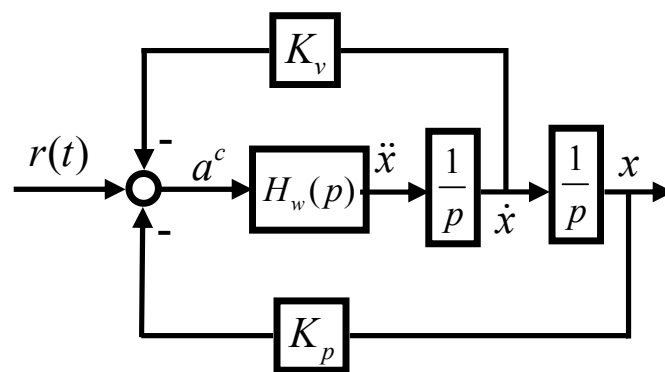 K_v
-
r(t) a^c H_w(p) ẍ 1/p ẋ 1/p x
-
K_p